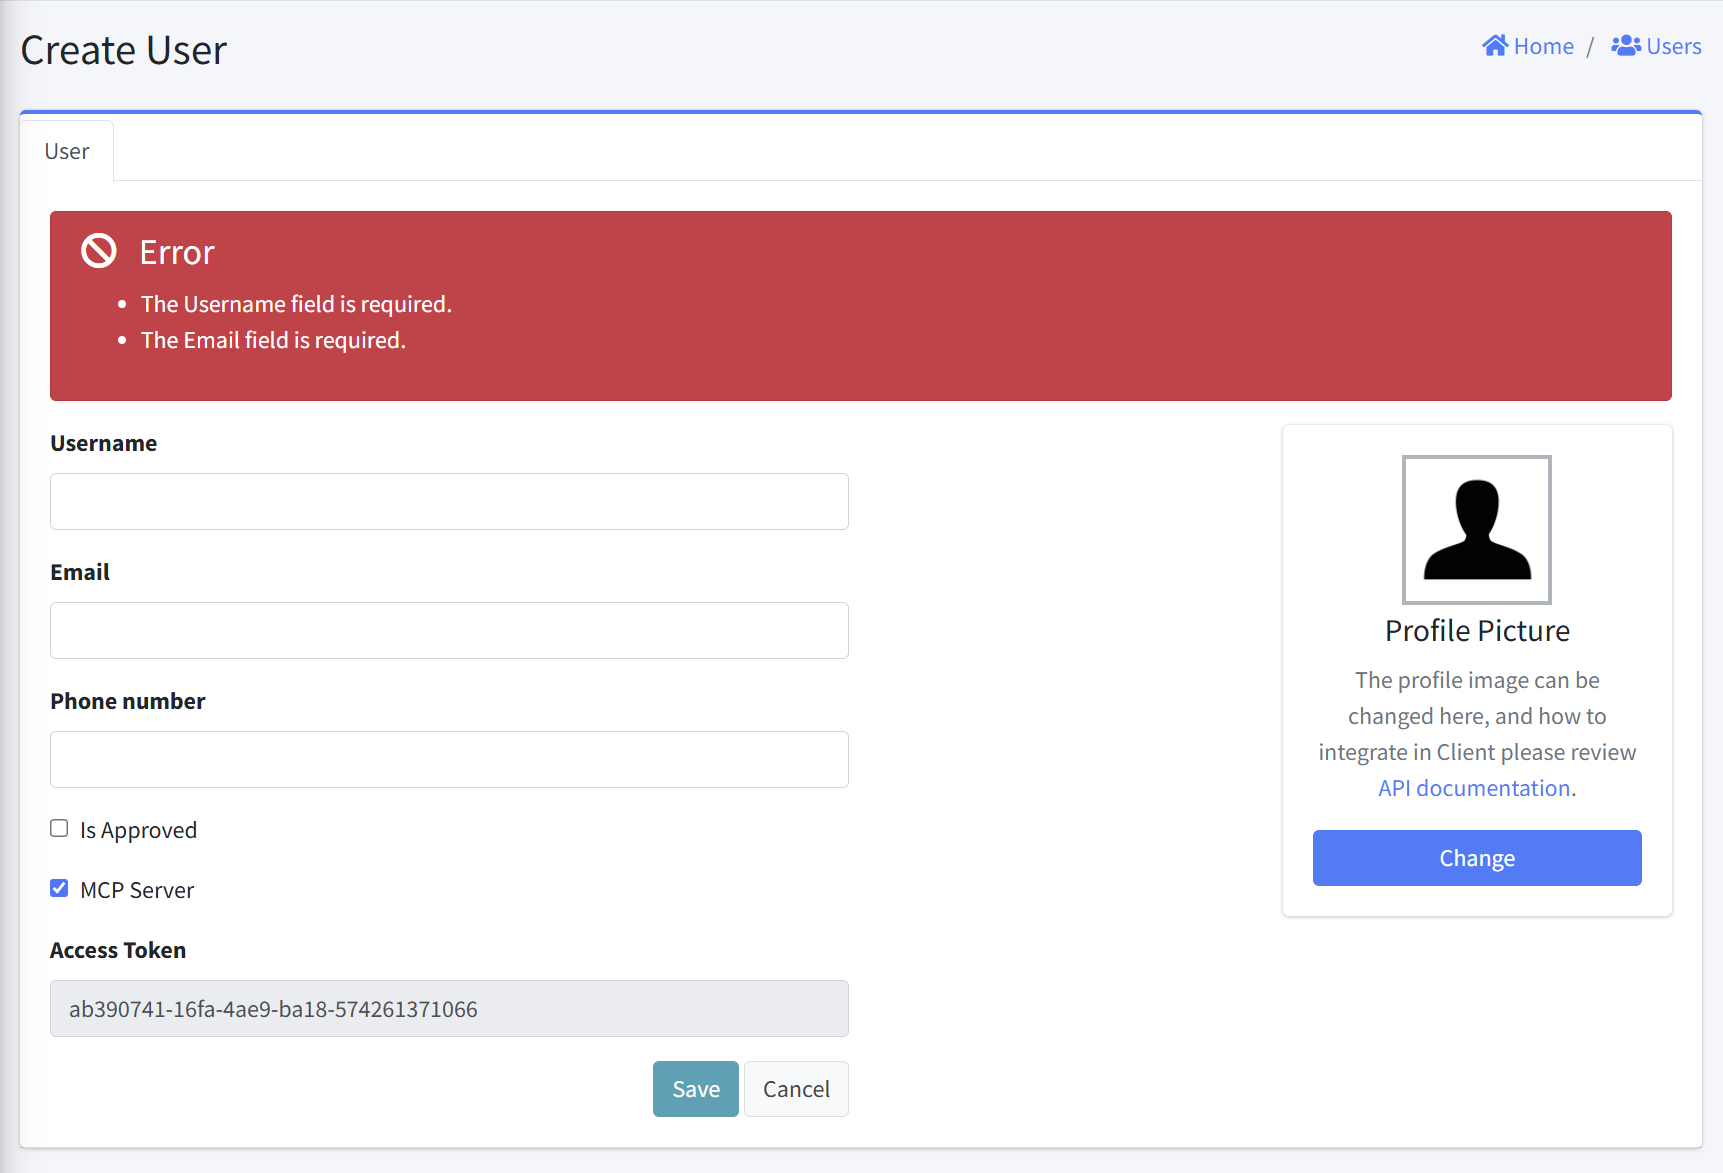 Create User
Home / Users
User
Error
The Username field is required.
The Email field is required.
Username
Email
Phone number
Is Approved
MCP Server
Access Token
ab390741-16fa-4ae9-ba18-574261371066
Save Cancel
Profile Picture
The profile image can be
changed here, and how to
integrate in Client please review
API documentation.
Change